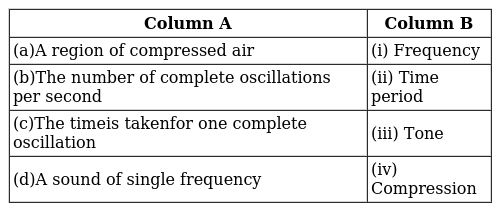 Column A Column B
(a)A region of compressed air (i) Frequency
(b)The number of complete oscillations per second (ii) Time period
(c)The timeis takenfor one complete oscillation (iii) Tone
(d)A sound of single frequency (iv) Compression